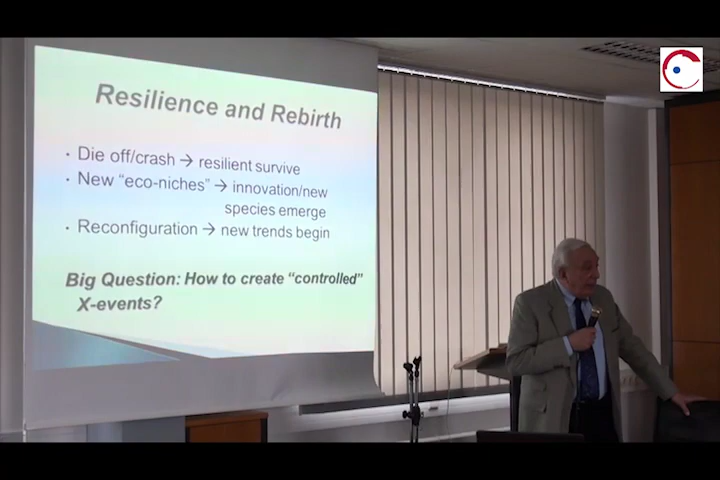 Resilience and Rebirth
· Die off/crash → resilient survive
· New “eco-niches” → innovation/new
species emerge
· Reconfiguration → new trends begin
Big Question: How to create “controlled”
X-events?